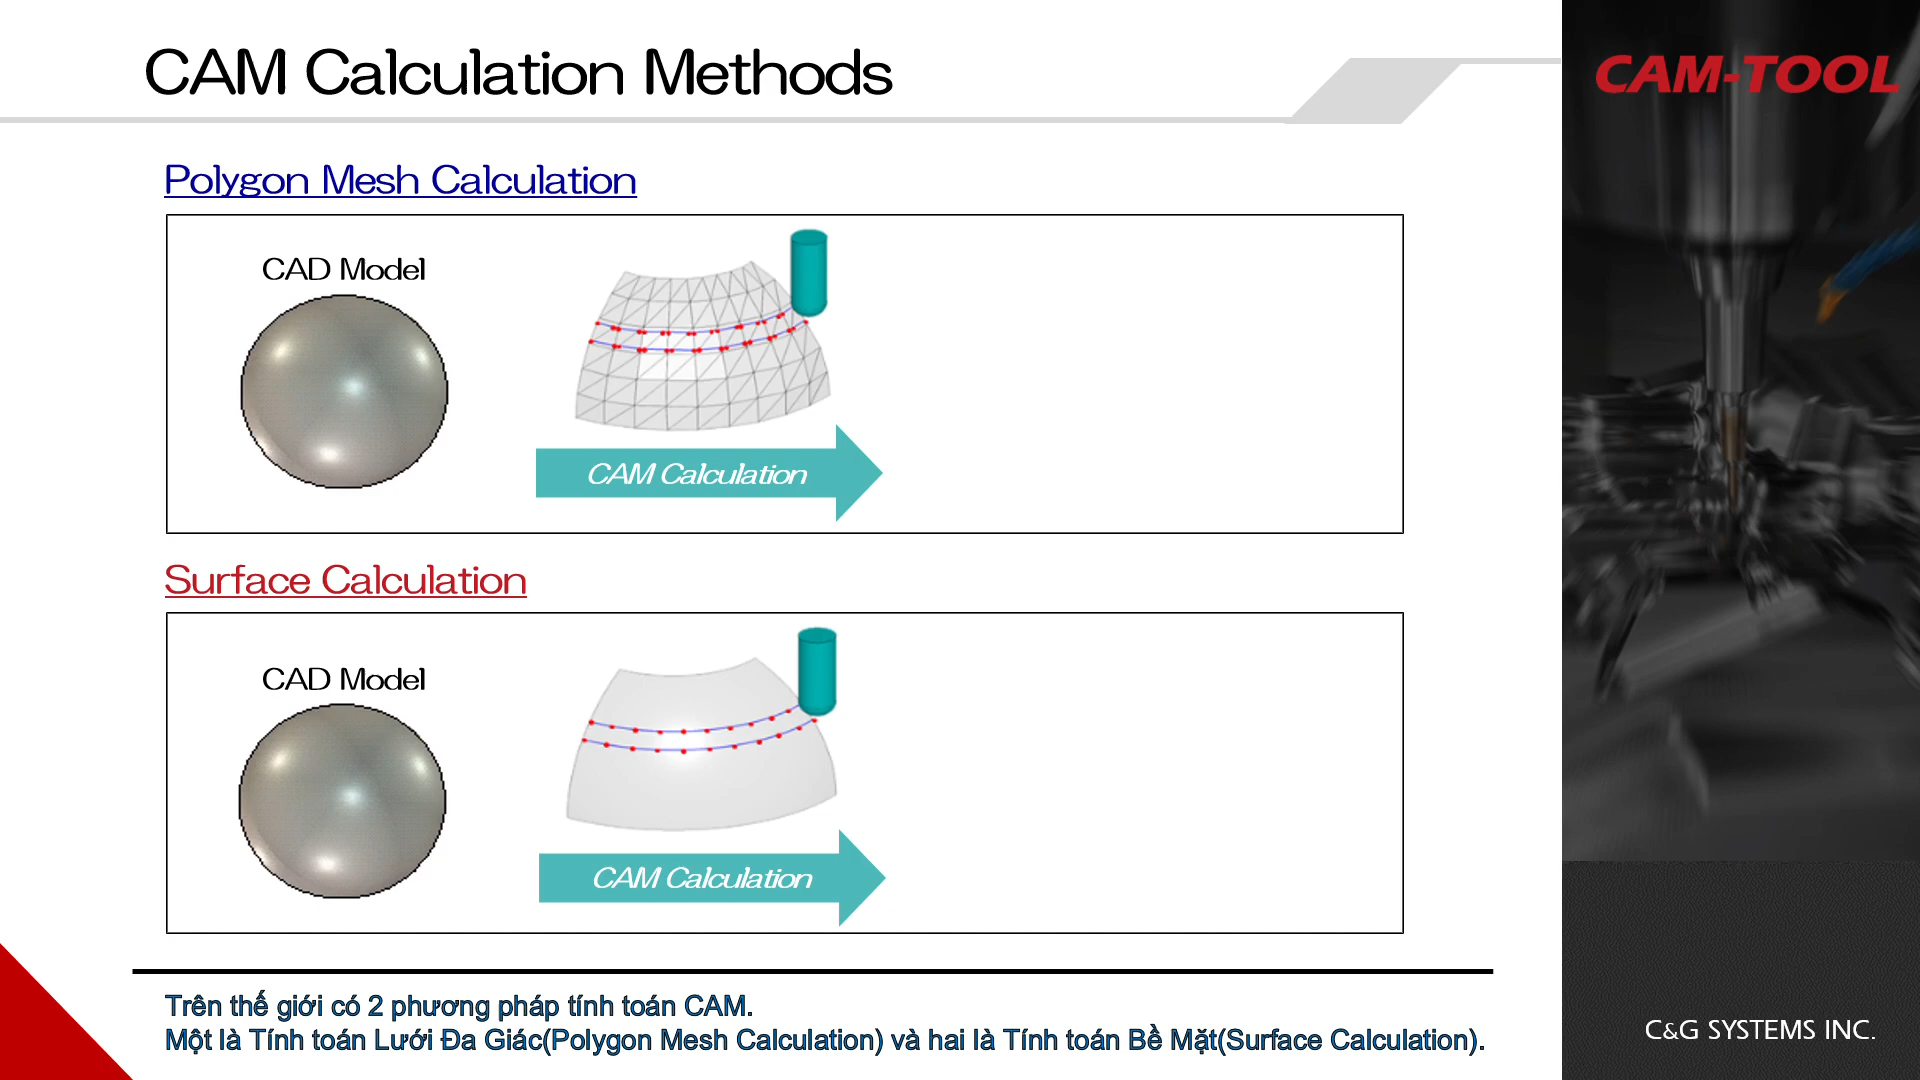 CAM Calculation Methods
CAM-TOOL
Polygon Mesh Calculation
CAD Model
CAM Calculation
Surface Calculation
CAD Model
CAM Calculation
Trên thế giới có 2 phương pháp tính toán CAM.
Một là Tính toán Lưới Đa Giác(Polygon Mesh Calculation) và hai là Tính toán Bề Mặt(Surface Calculation).
C&G SYSTEMS INC.